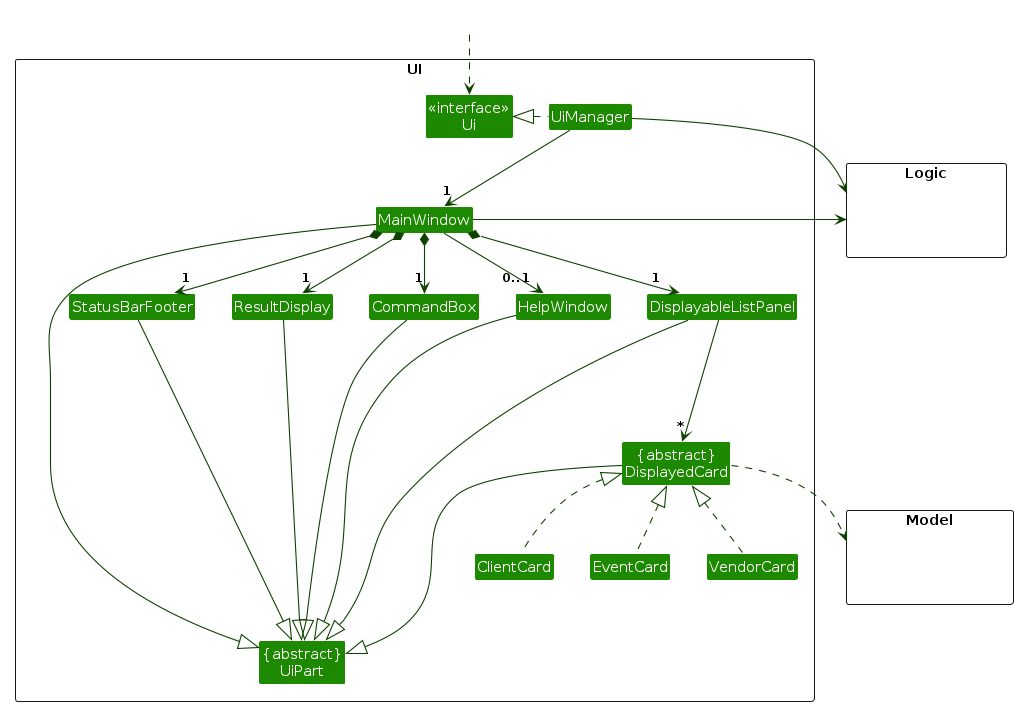 UI
«interface»
Ui
UiManager
Logic
1
MainWindow
1
1
1
0..1
1
StatusBarFooter
ResultDisplay
CommandBox
HelpWindow
DisplayableListPanel
*
{abstract}
DisplayedCard
Model
ClientCard
EventCard
VendorCard
{abstract}
UiPart